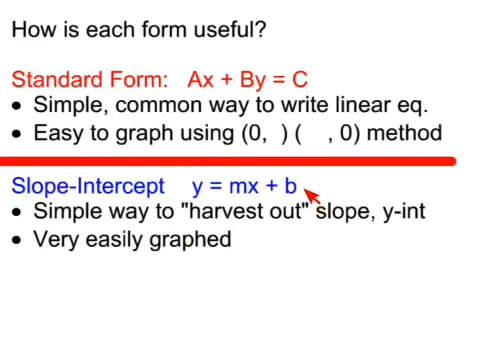 How is each form useful?
Standard Form: Ax + By = C
• Simple, common way to write linear eq.
• Easy to graph using (0, ) ( , 0) method
Slope-Intercept y = mx + b
• Simple way to "harvest out" slope, y-int
• Very easily graphed